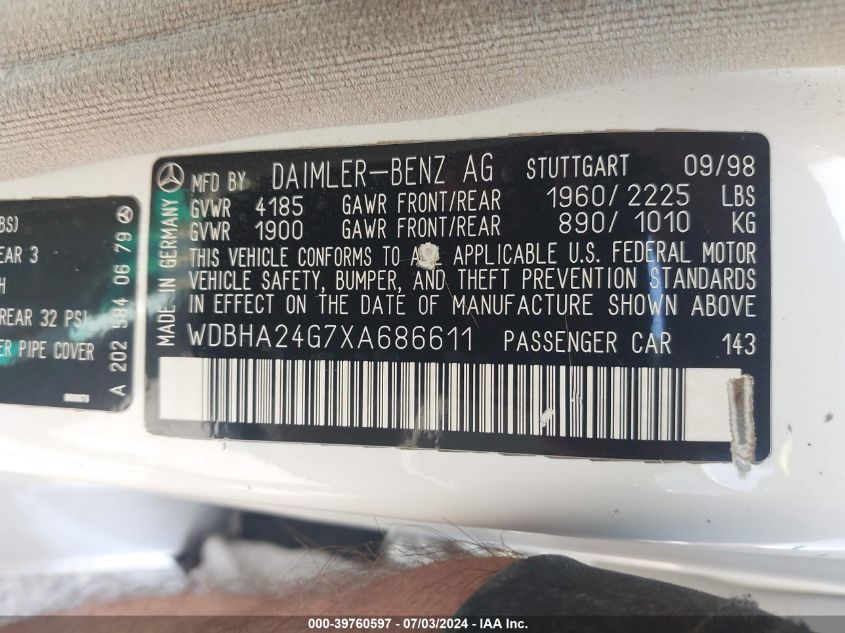 BS)
EAR 3
H
REAR 32 PSI
ER PIPE COVER
A 202 584 06 79
MADE IN GERMANY
MFD BY DAIMLER-BENZ AG STUTTGART 09/98
GVWR 4185 GAWR FRONT/REAR 1960/2225 LBS
GVWR 1900 GAWR FRONT/REAR 890/1010 KG
THIS VEHICLE CONFORMS TO APPLICABLE U.S. FEDERAL MOTOR
VEHICLE SAFETY, BUMPER, AND THEFT PREVENTION STANDARDS
IN EFFECT ON THE DATE OF MANUFACTURE SHOWN ABOVE
WDBHA24G7XA686611 PASSENGER CAR 143
000-39760597 - 07/03/2024 - IAA Inc.